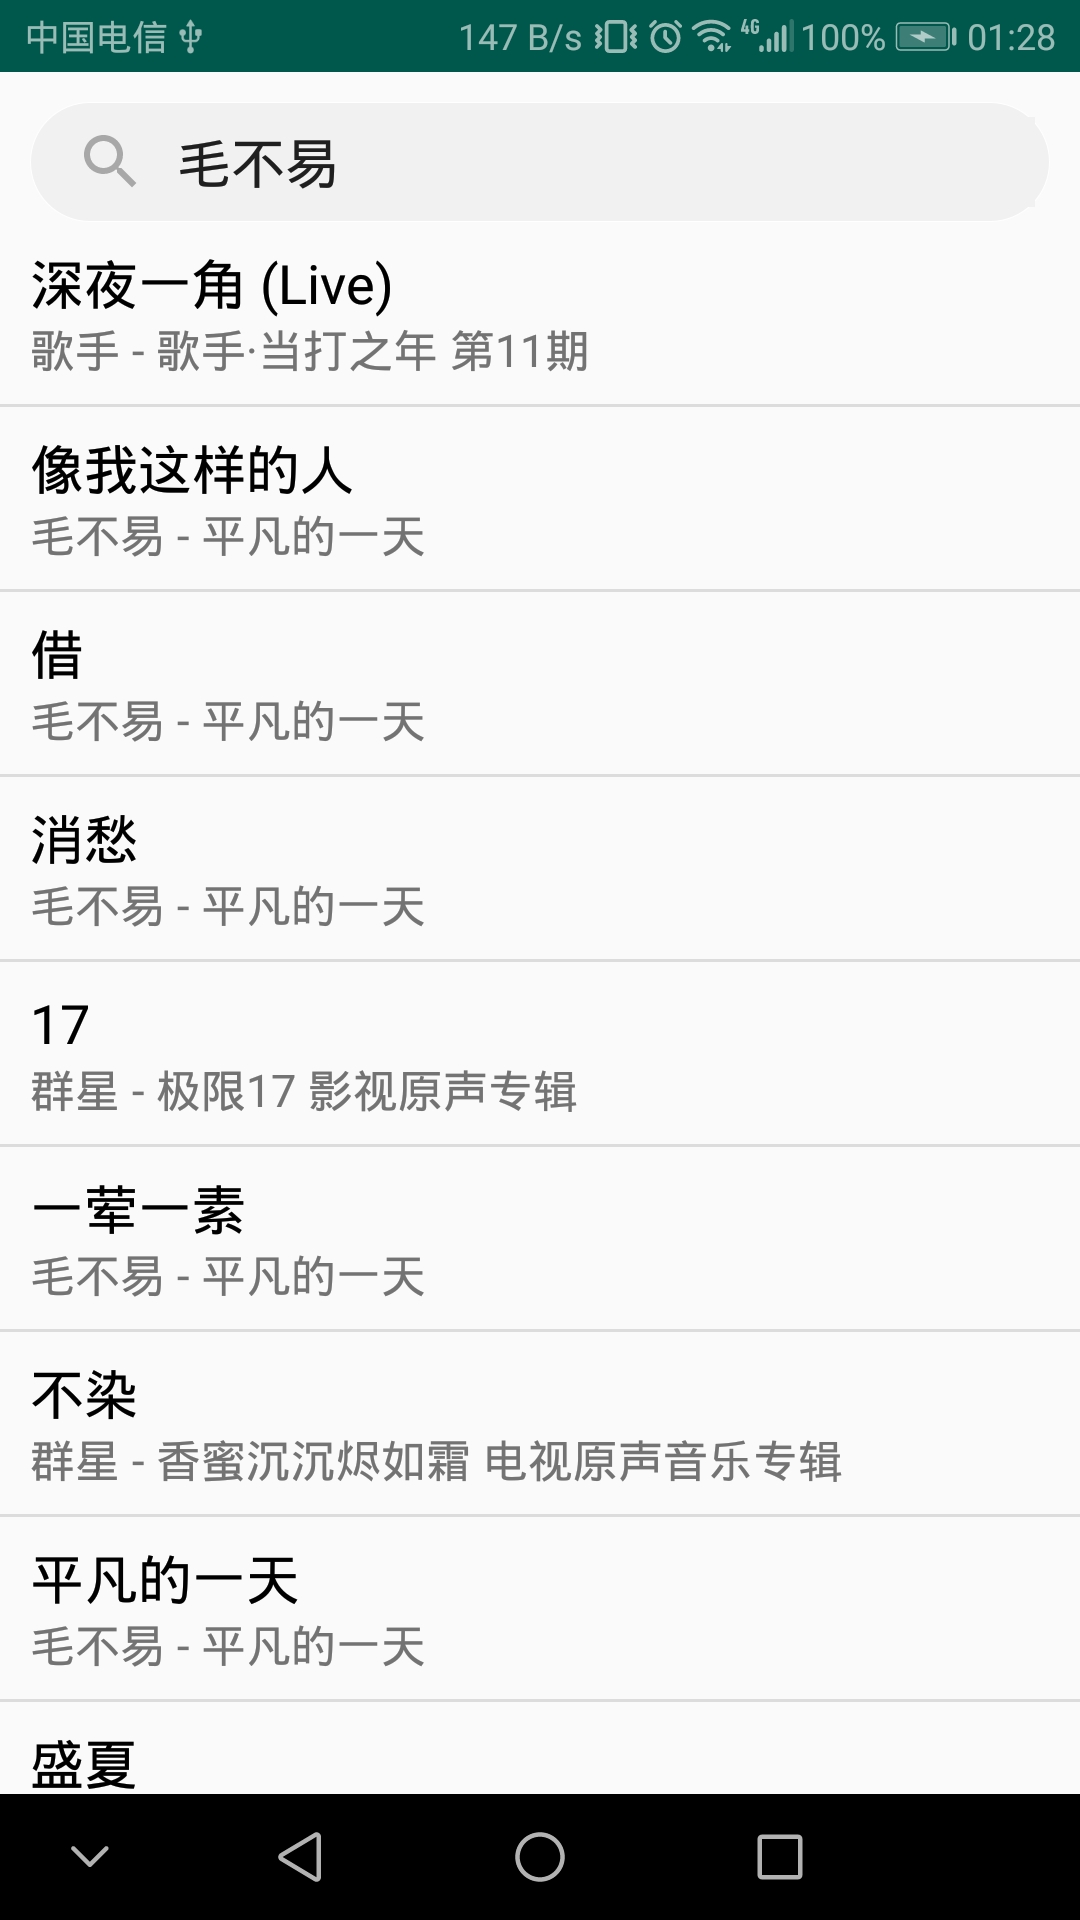 中国电信 147 B/s 4G 100% 01:28
毛不易
深夜一角 (Live)
歌手 - 歌手·当打之年 第11期
像我这样的人
毛不易 - 平凡的一天
借
毛不易 - 平凡的一天
消愁
毛不易 - 平凡的一天
17
群星 - 极限17 影视原声专辑
一荤一素
毛不易 - 平凡的一天
不染
群星 - 香蜜沉沉烬如霜 电视原声音乐专辑
平凡的一天
毛不易 - 平凡的一天
盛夏